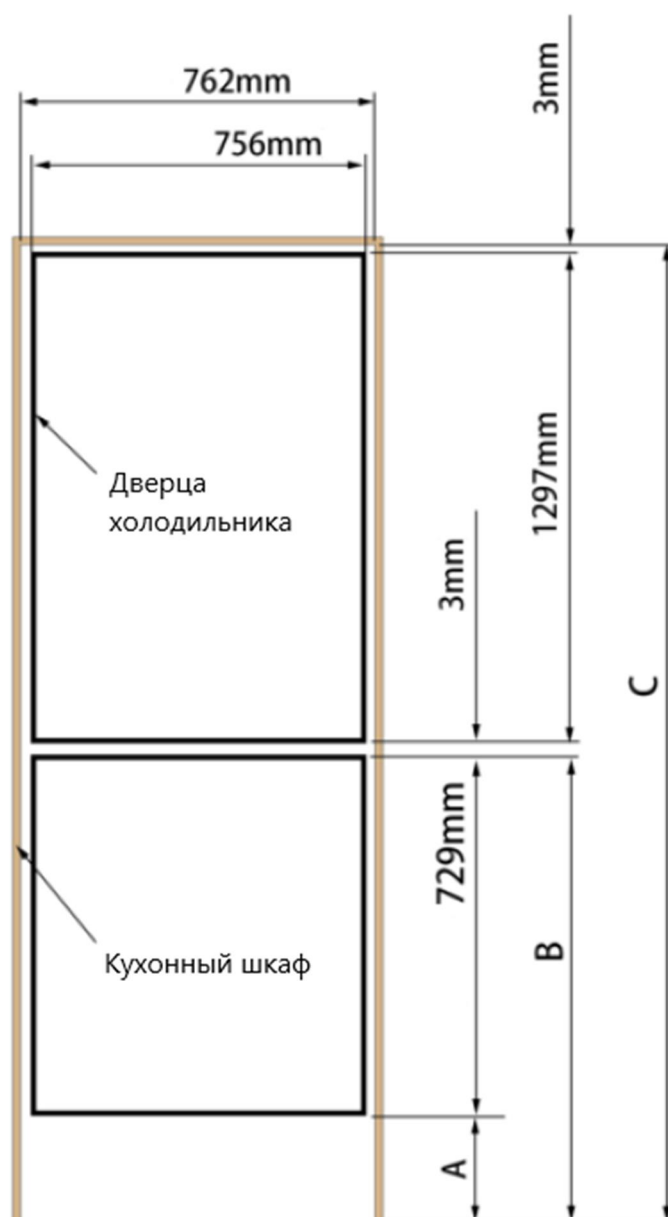 762mm
756mm
3mm
Дверца
холодильника
1297mm
3mm
C
729mm
B
Кухонный шкаф
A